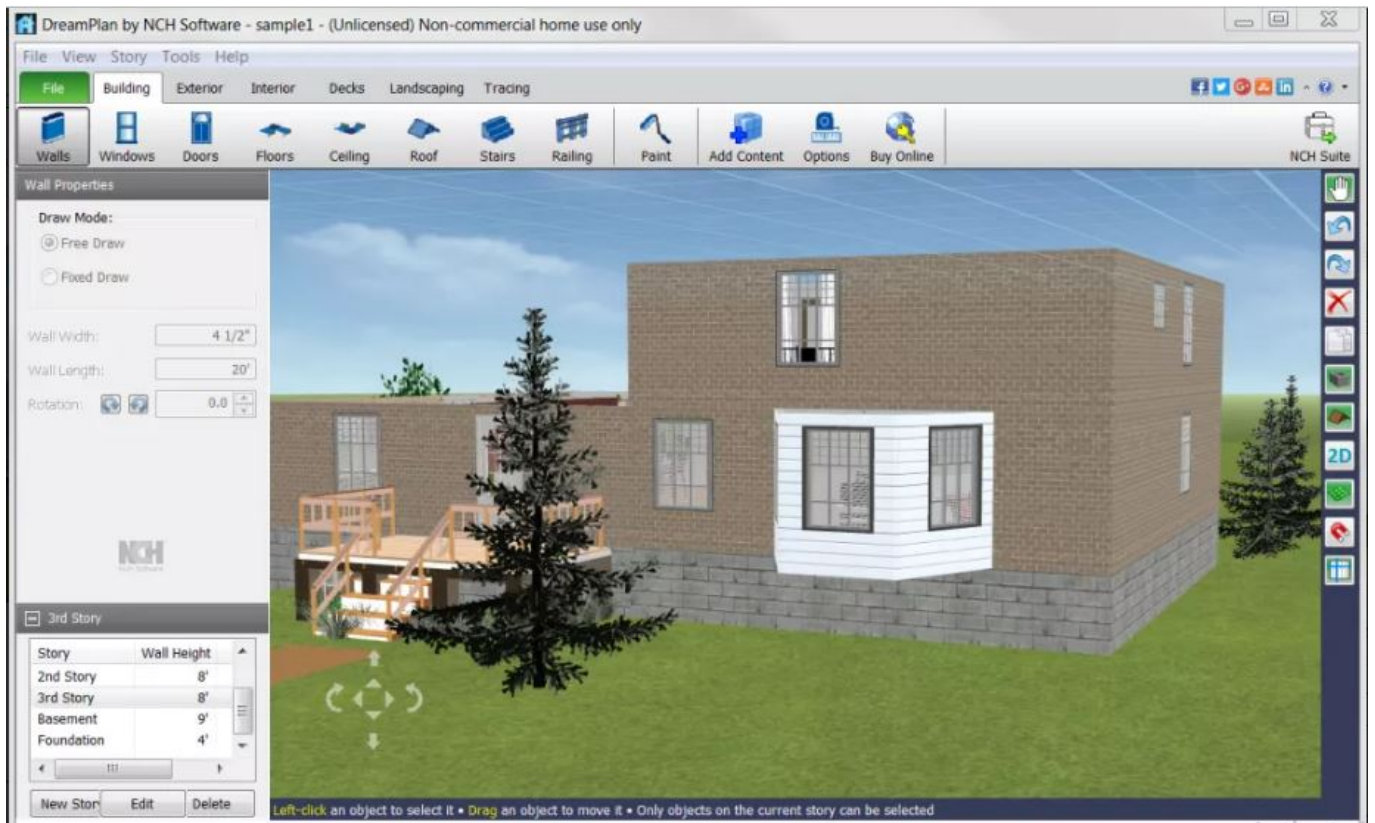 DreamPlan by NCH Software - sample1 - (Unlicensed) Non-commercial home use only
File View Story Tools Help
File Building Exterior Interior Decks Landscaping Tracing
Walls Windows Doors Floors Ceiling Roof Stairs Railing Paint Add Content Options Buy Online NCH Suite
Wall Properties
Draw Mode:
Free Draw
Fixed Draw
Wall Width: 4 1/2"
Wall Length: 20'
Rotation: 0.0
2D
NCH
NCH Software
3rd Story
Story Wall Height
2nd Story 8'
3rd Story 8'
Basement 9'
Foundation 4'
New Stor Edit Delete
Left-click an object to select it • Drag an object to move it • Only objects on the current story can be selected